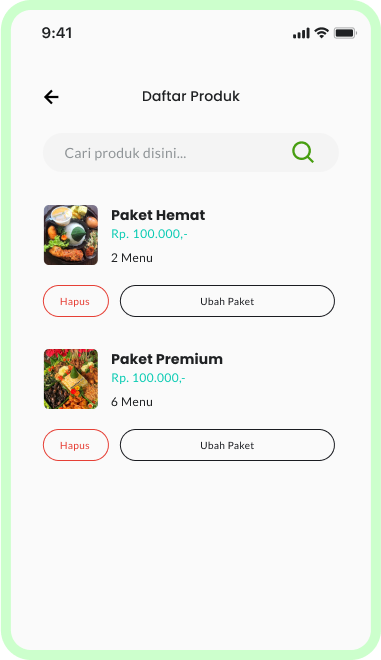 9:41
Daftar Produk
Cari produk disini...
Paket Hemat
Rp. 100.000,-
2 Menu
Hapus
Ubah Paket
Paket Premium
Rp. 100.000,-
6 Menu
Hapus
Ubah Paket